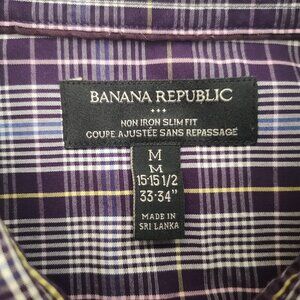 BANANA REPUBLIC
NON IRON SLIM FIT
COUPE AJUSTÉE SANS REPASSAGE
M
M
15-15 1/2
33-34"
MADE IN
SRI LANKA